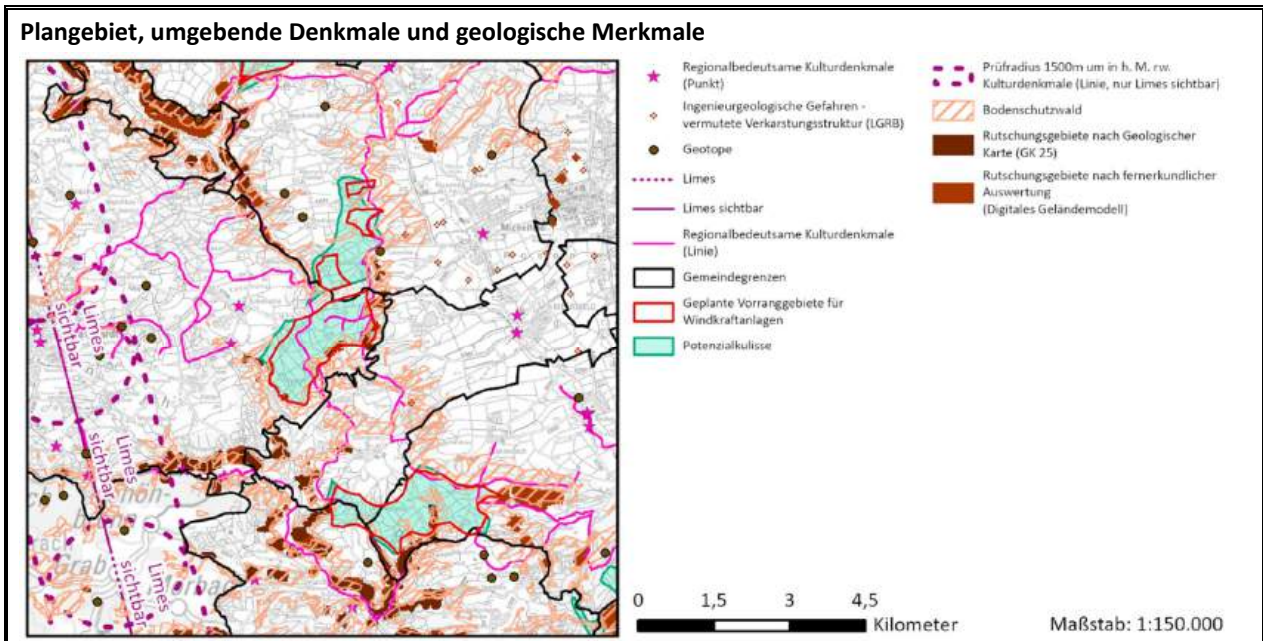 Plangebiet, umgebende Denkmale und geologische Merkmale
Regionalbedeutsame Kulturdenkmale
(Punkt)
Ingenieurgeologische Gefahren -
vermutete Verkarstungsstruktur (LGRB)
Geotope
Limes
Limes sichtbar
Regionalbedeutsame Kulturdenkmale
(Linie)
Gemeindegrenzen
Geplante Vorranggebiete für
Windkraftanlagen
Potenzialkulisse
Prüfradius 1500m um in h. M. rw.
Kulturdenkmale (Linie, nur Limes sichtbar)
Bodenschutzwald
Rutschungsgebiete nach Geologischer
Karte (GK 25)
Rutschungsgebiete nach fernerkundlicher
Auswertung
(Digitales Geländemodell)
Limes
sichtbar
Limes
sichtbar
Limes
sichtbar
Grab
0 1,5 3 4,5
Kilometer
Maßstab: 1:150.000